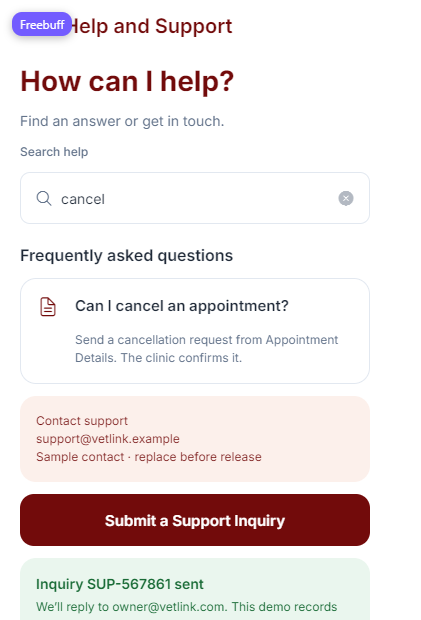 Freebuff
Help and Support
How can I help?
Find an answer or get in touch.
Search help
cancel
Frequently asked questions
Can I cancel an appointment?
Send a cancellation request from Appointment
Details. The clinic confirms it.
Contact support
support@vetlink.example
Sample contact · replace before release
Submit a Support Inquiry
Inquiry SUP-567861 sent
We’ll reply to owner@vetlink.com. This demo records